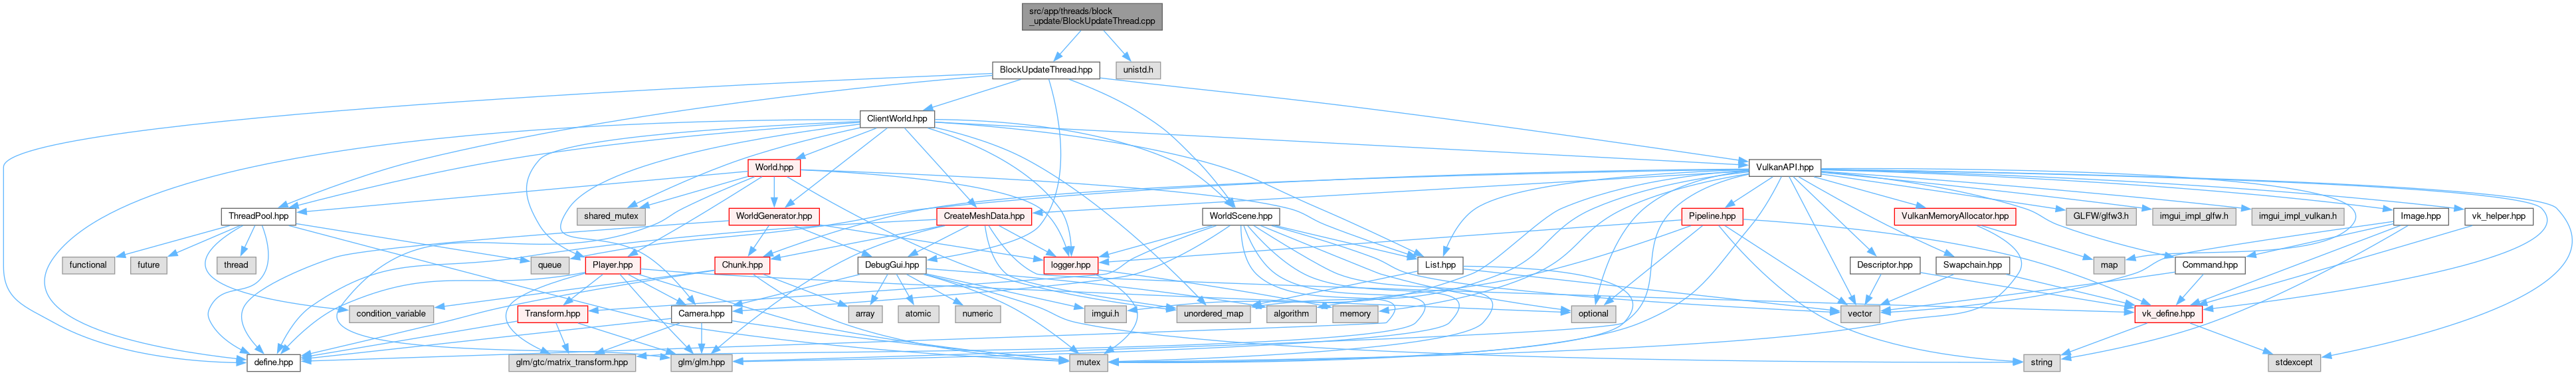 src/app/threads/block
_update/BlockUpdateThread.cpp
BlockUpdateThread.hpp
unistd.h
ClientWorld.hpp
World.hpp
VulkanAPI.hpp
shared_mutex
ThreadPool.hpp
WorldGenerator.hpp
CreateMeshData.hpp
WorldScene.hpp
Pipeline.hpp
VulkanMemoryAllocator.hpp
GLFW/glfw3.h
imgui_impl_glfw.h
imgui_impl_vulkan.h
Image.hpp
vk_helper.hpp
functional
future
thread
queue
Player.hpp
Chunk.hpp
DebugGui.hpp
logger.hpp
List.hpp
Descriptor.hpp
Swapchain.hpp
map
Command.hpp
condition_variable
Transform.hpp
Camera.hpp
array
atomic
numeric
imgui.h
unordered_map
algorithm
memory
optional
vector
vk_define.hpp
define.hpp
glm/gtc/matrix_transform.hpp
glm/glm.hpp
mutex
string
stdexcept